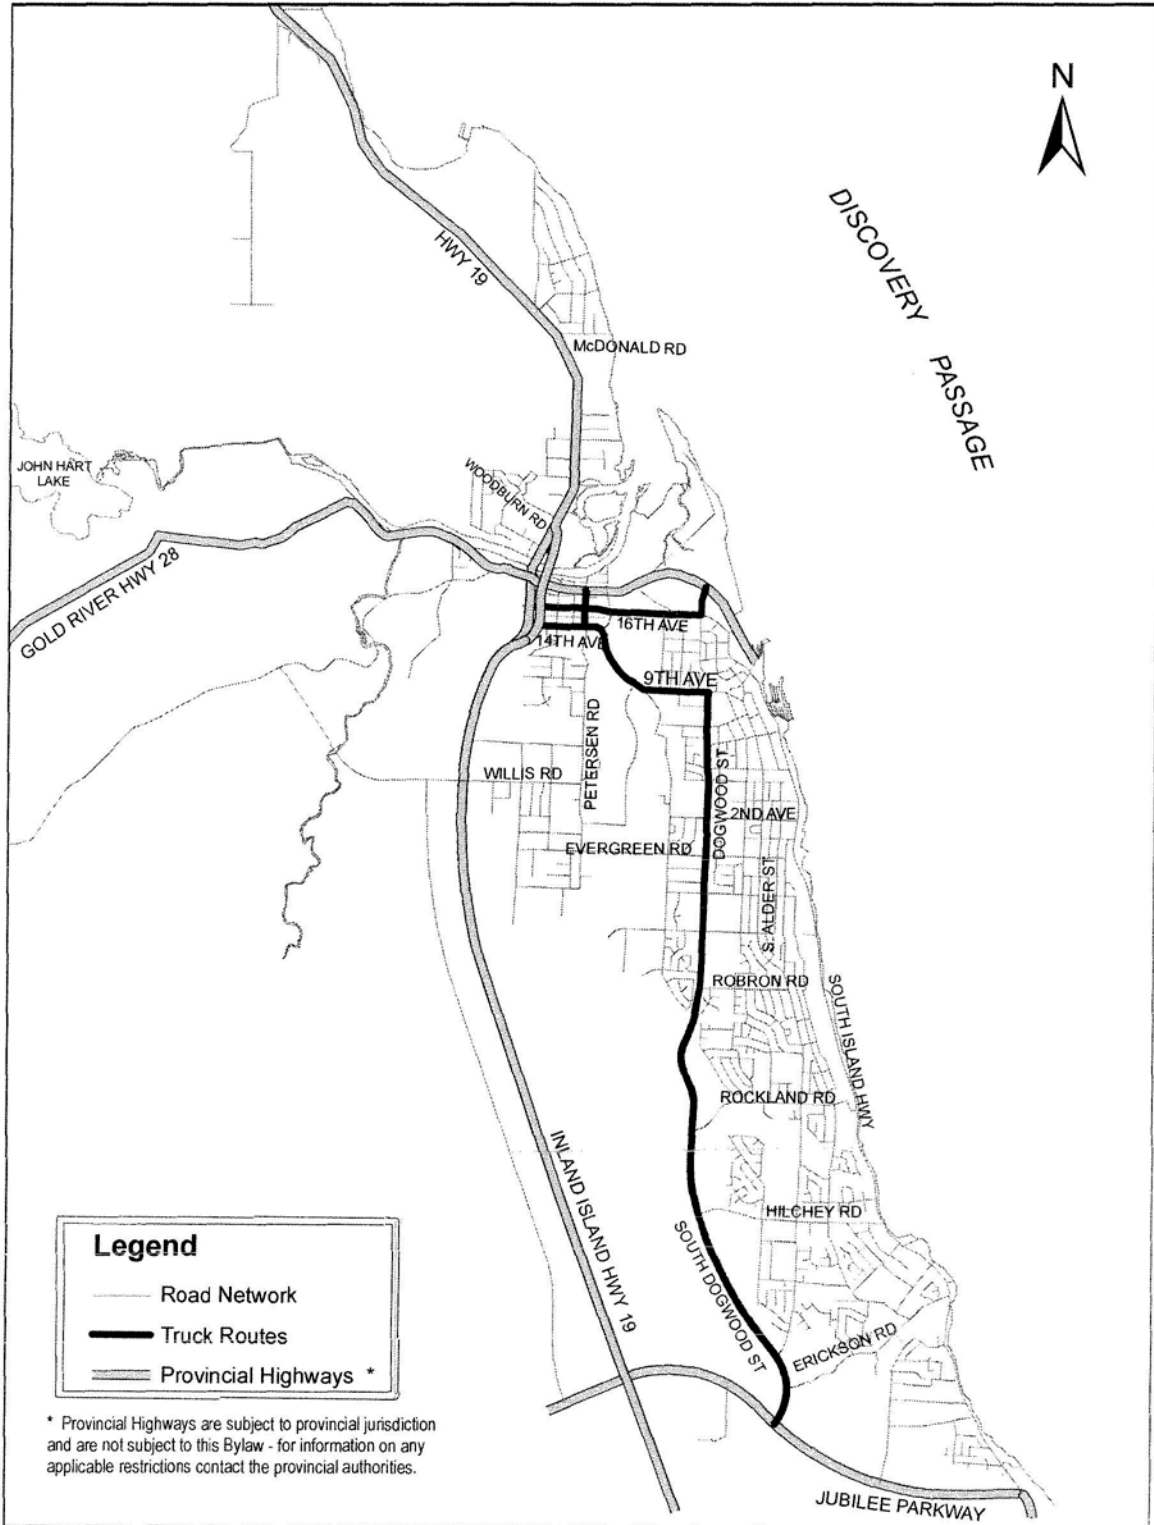 N
DISCOVERY PASSAGE
HWY 19
McDONALD RD
JOHN HART
LAKE
WOODBURN RD
GOLD RIVER HWY 28
16TH AVE
14TH AVE
9TH AVE
PETERSEN RD
WILLIS RD
DOGWOOD ST
2ND AVE
EVERGREEN RD
S. ALDER ST
ROBRON RD
SOUTH ISLAND HWY
ROCKLAND RD
INLAND ISLAND HWY 19
HILCHEY RD
SOUTH DOGWOOD ST
ERICKSON RD
JUBILEE PARKWAY
Legend
Road Network
Truck Routes
Provincial Highways *
* Provincial Highways are subject to provincial jurisdiction
and are not subject to this Bylaw - for information on any
applicable restrictions contact the provincial authorities.